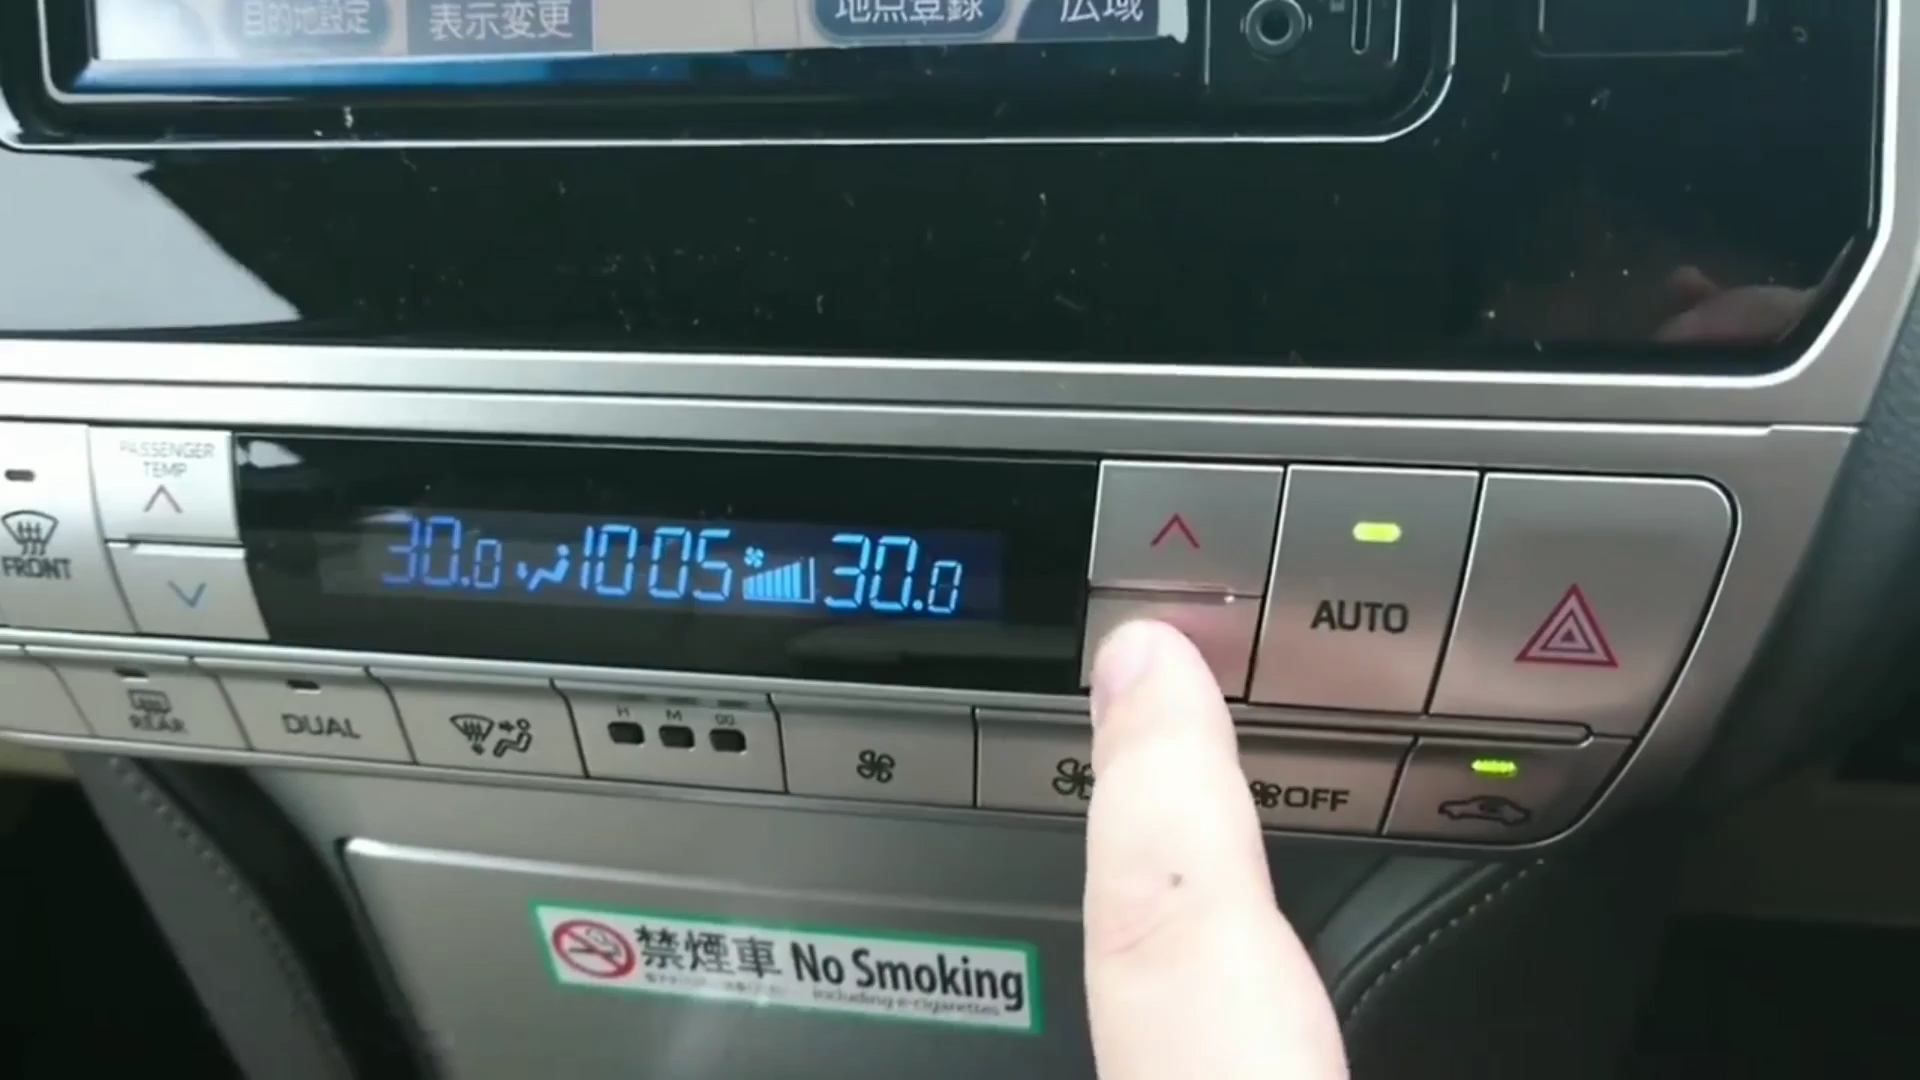 目的地設定 表示変更 地点登録 広域
PASSENGER
TEMP
FRONT
30.0 10 05 30.0
AUTO
REAR
DUAL
H M 00
OFF
禁煙車 No Smoking
including e-cigarettes